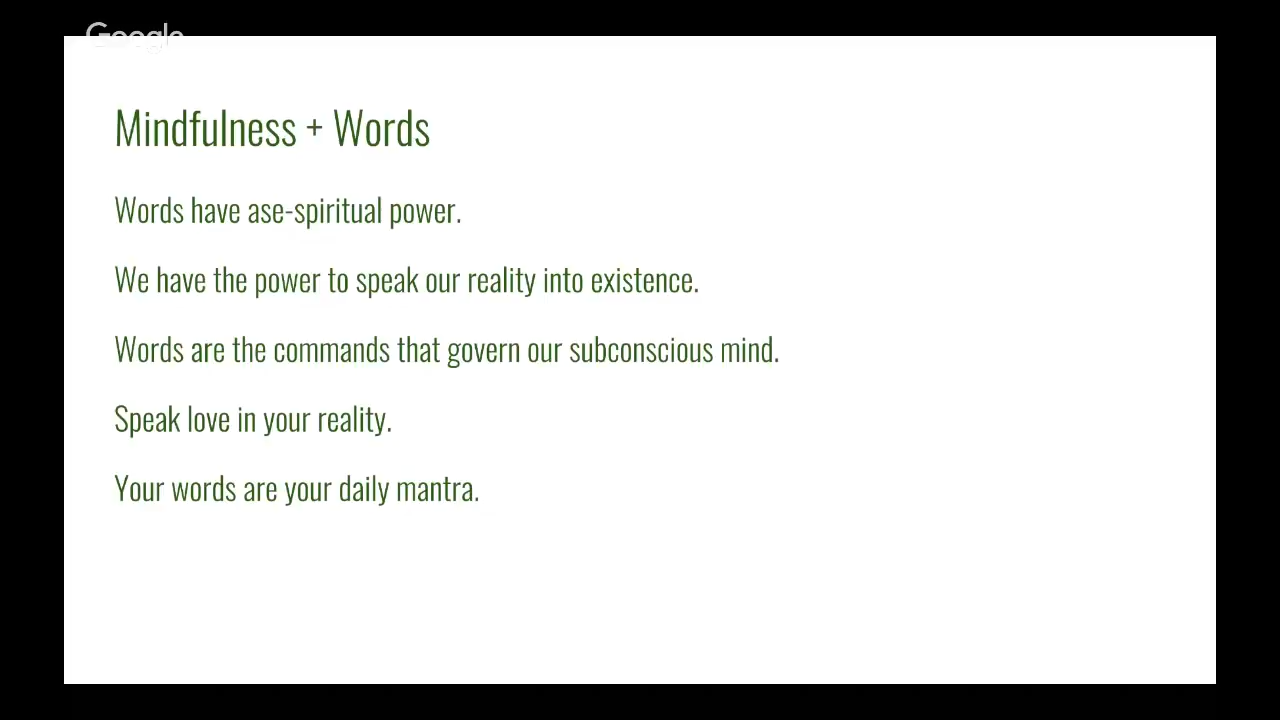 Google
Mindfulness + Words
Words have ase-spiritual power.
We have the power to speak our reality into existence.
Words are the commands that govern our subconscious mind.
Speak love in your reality.
Your words are your daily mantra.